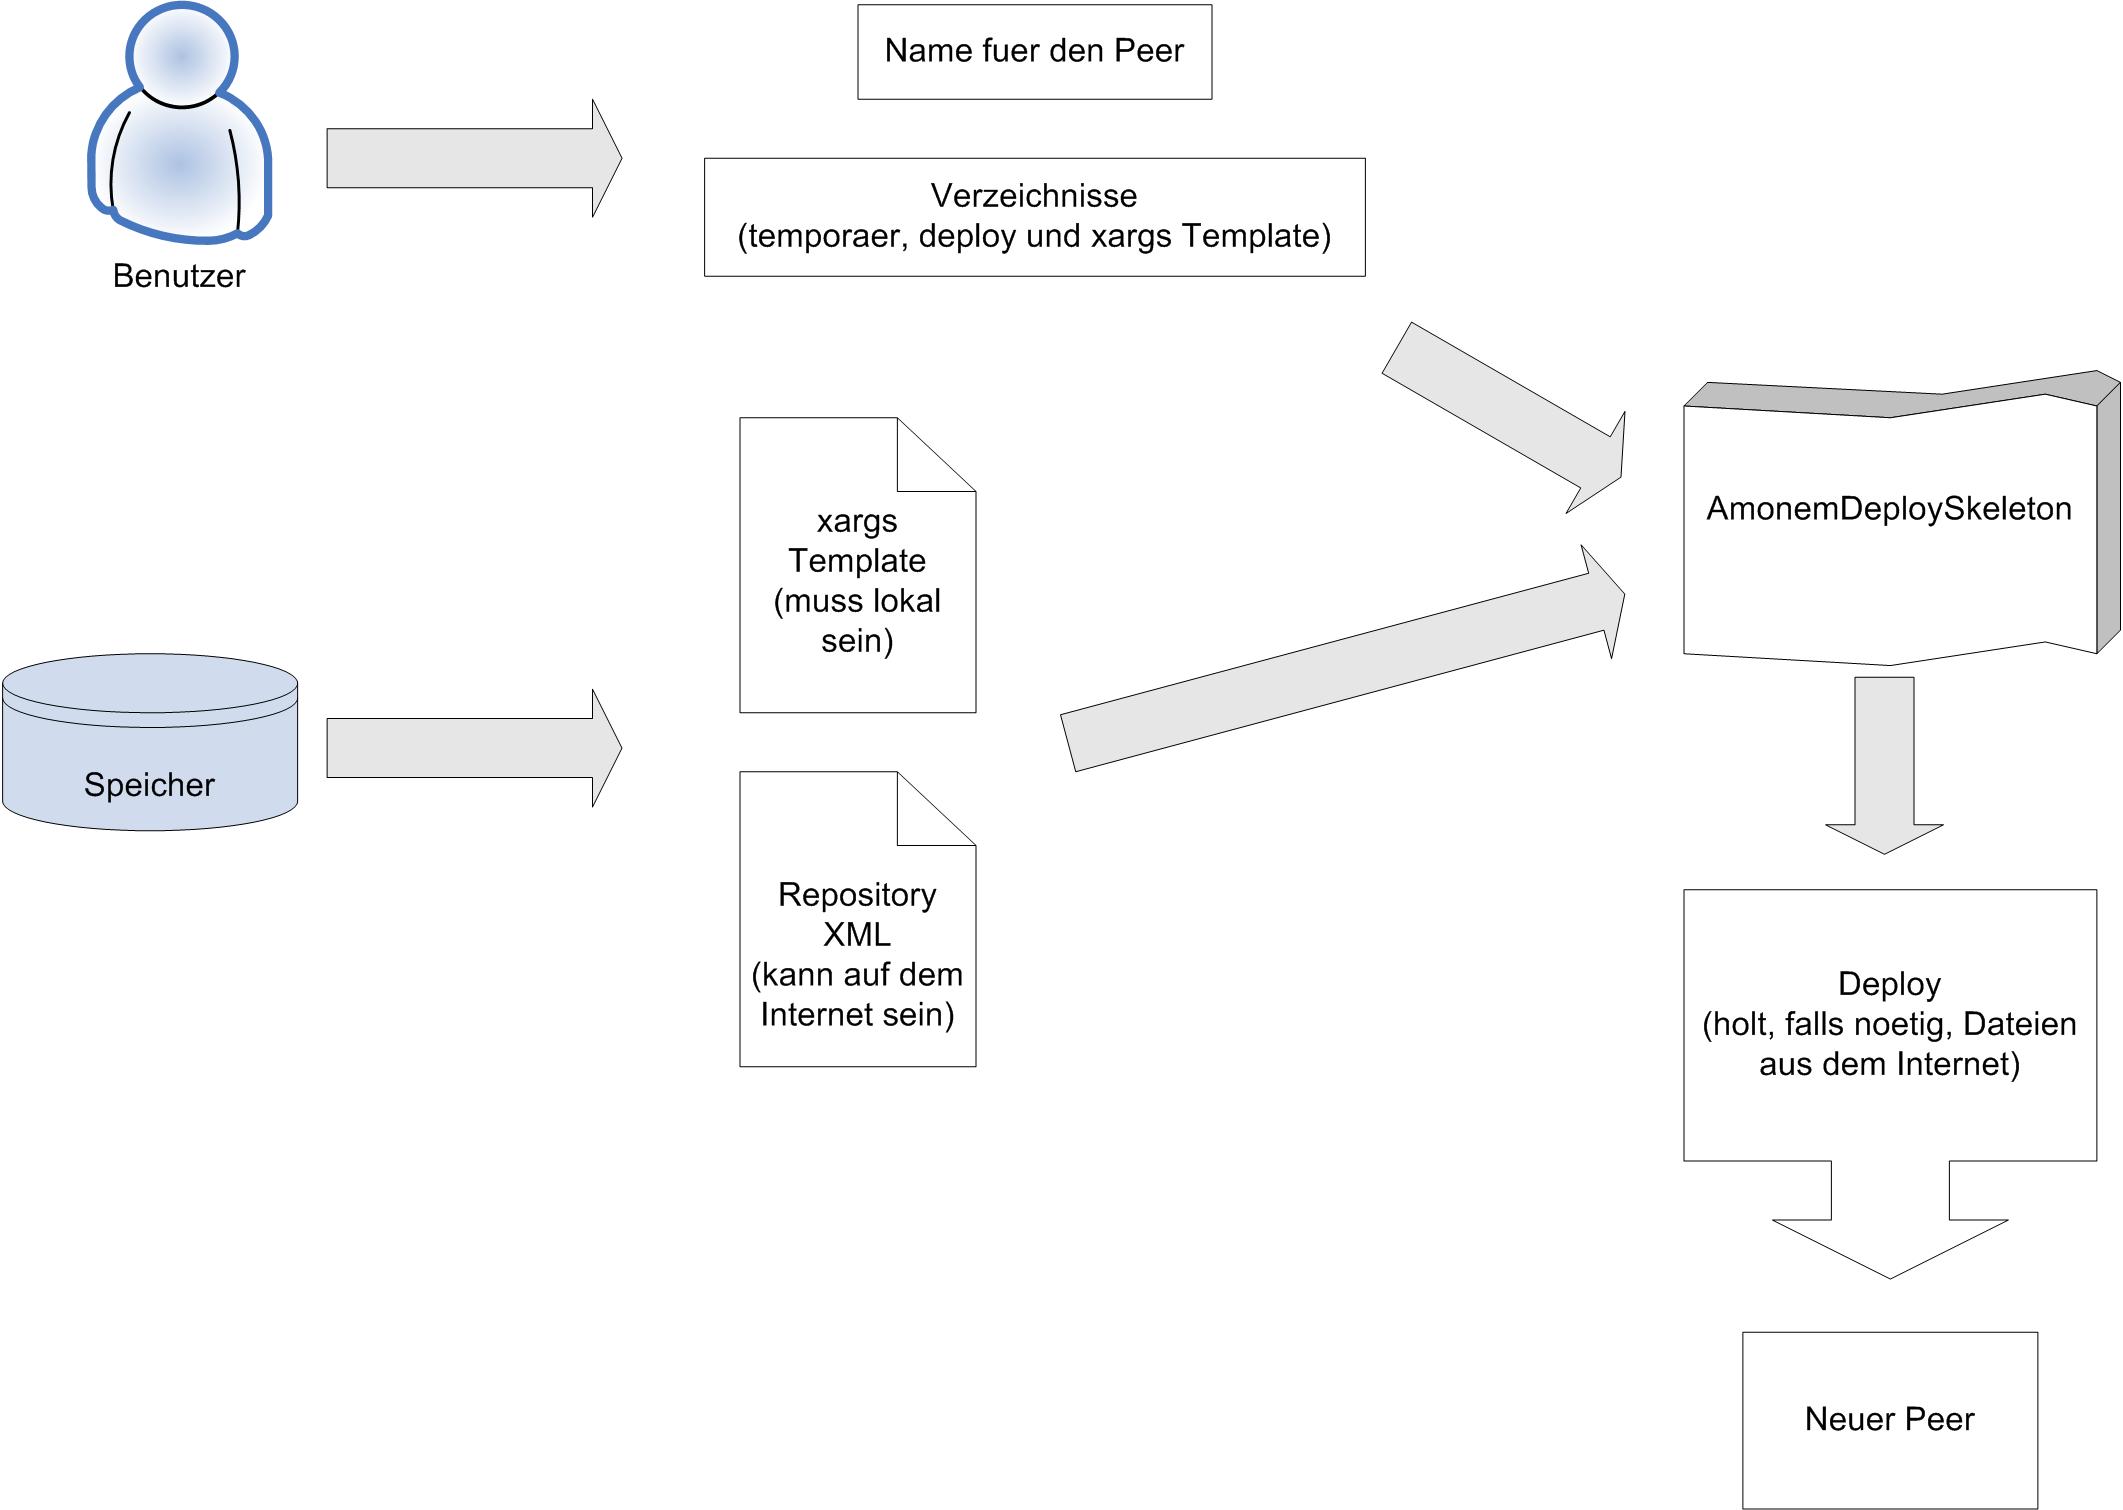 Name fuer den Peer
Verzeichnisse
(temporaer, deploy und xargs Template)
Benutzer
xargs
Template
(muss lokal
sein)
AmonemDeploySkeleton
Speicher
Repository
XML
(kann auf dem
Internet sein)
Deploy
(holt, falls noetig, Dateien
aus dem Internet)
Neuer Peer